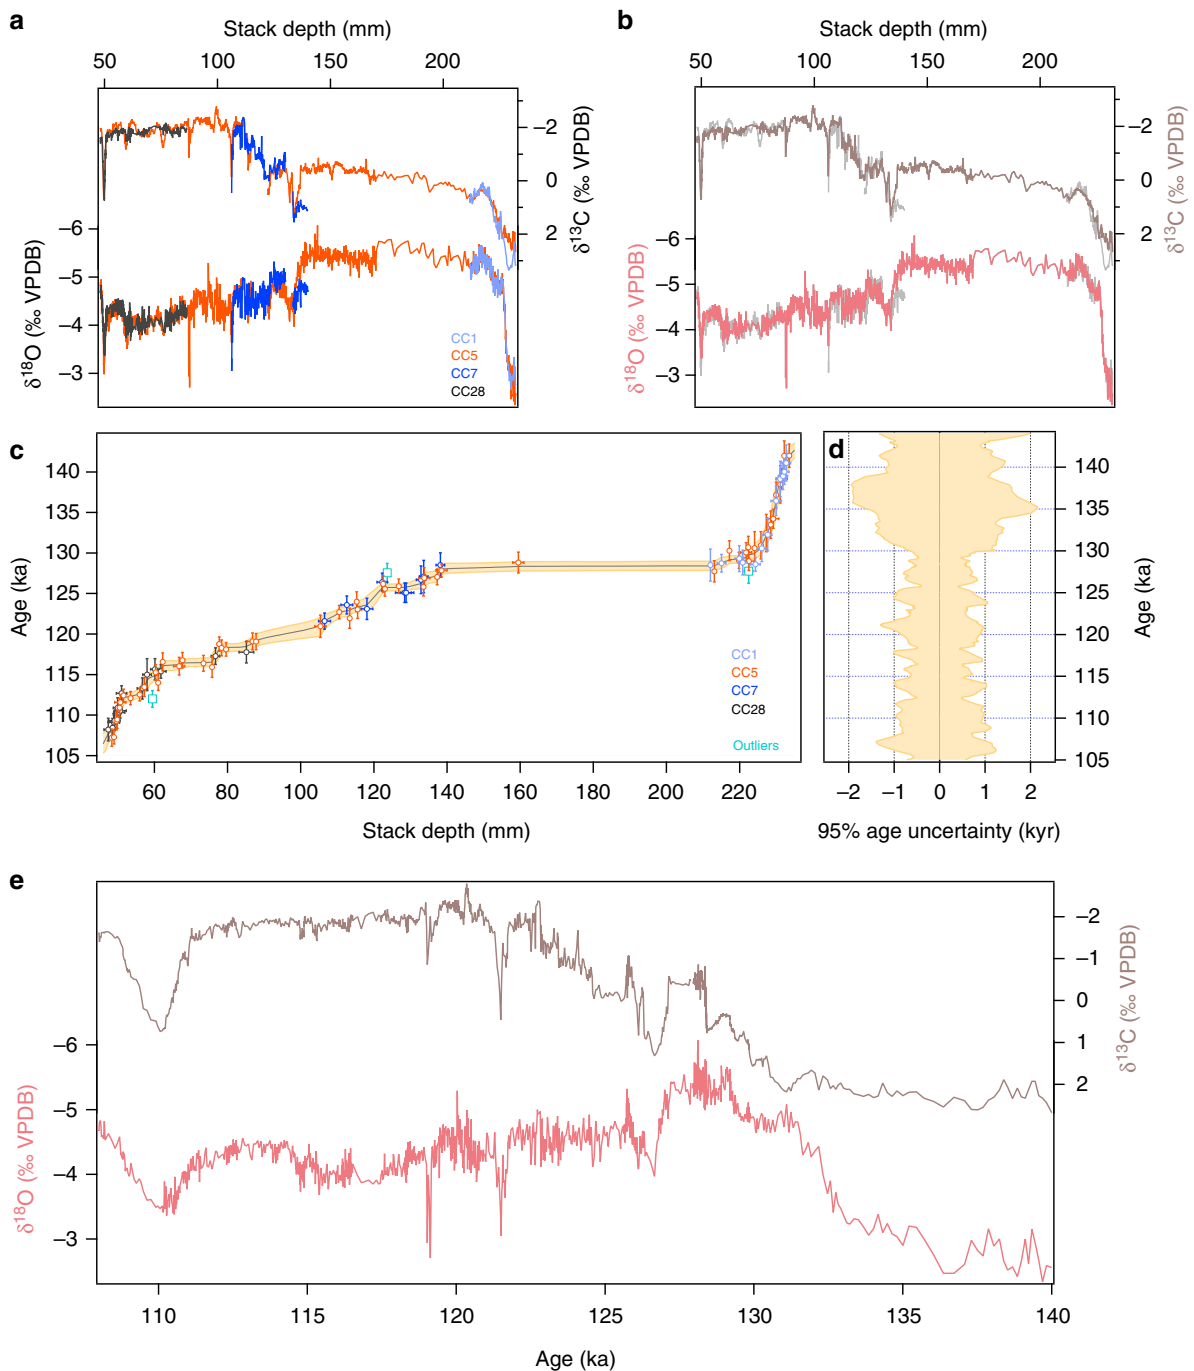 a
Stack depth (mm)
50 100 150 200
−2
0
2
δ13C (‰ VPDB)
−6
−5
−4
−3
δ18O (‰ VPDB)
CC1
CC5
CC7
CC28
b
Stack depth (mm)
50 100 150 200
−2
0
2
δ13C (‰ VPDB)
−6
−5
−4
−3
δ18O (‰ VPDB)
c
140
135
130
125
120
115
110
105
Age (ka)
CC1
CC5
CC7
CC28
Outliers
60 80 100 120 140 160 180 200 220
Stack depth (mm)
d
140
135
130
125
120
115
110
105
Age (ka)
−2 −1 0 1 2
95% age uncertainty (kyr)
e
−2
−1
0
1
2
δ13C (‰ VPDB)
−6
−5
−4
−3
δ18O (‰ VPDB)
110 115 120 125 130 135 140
Age (ka)